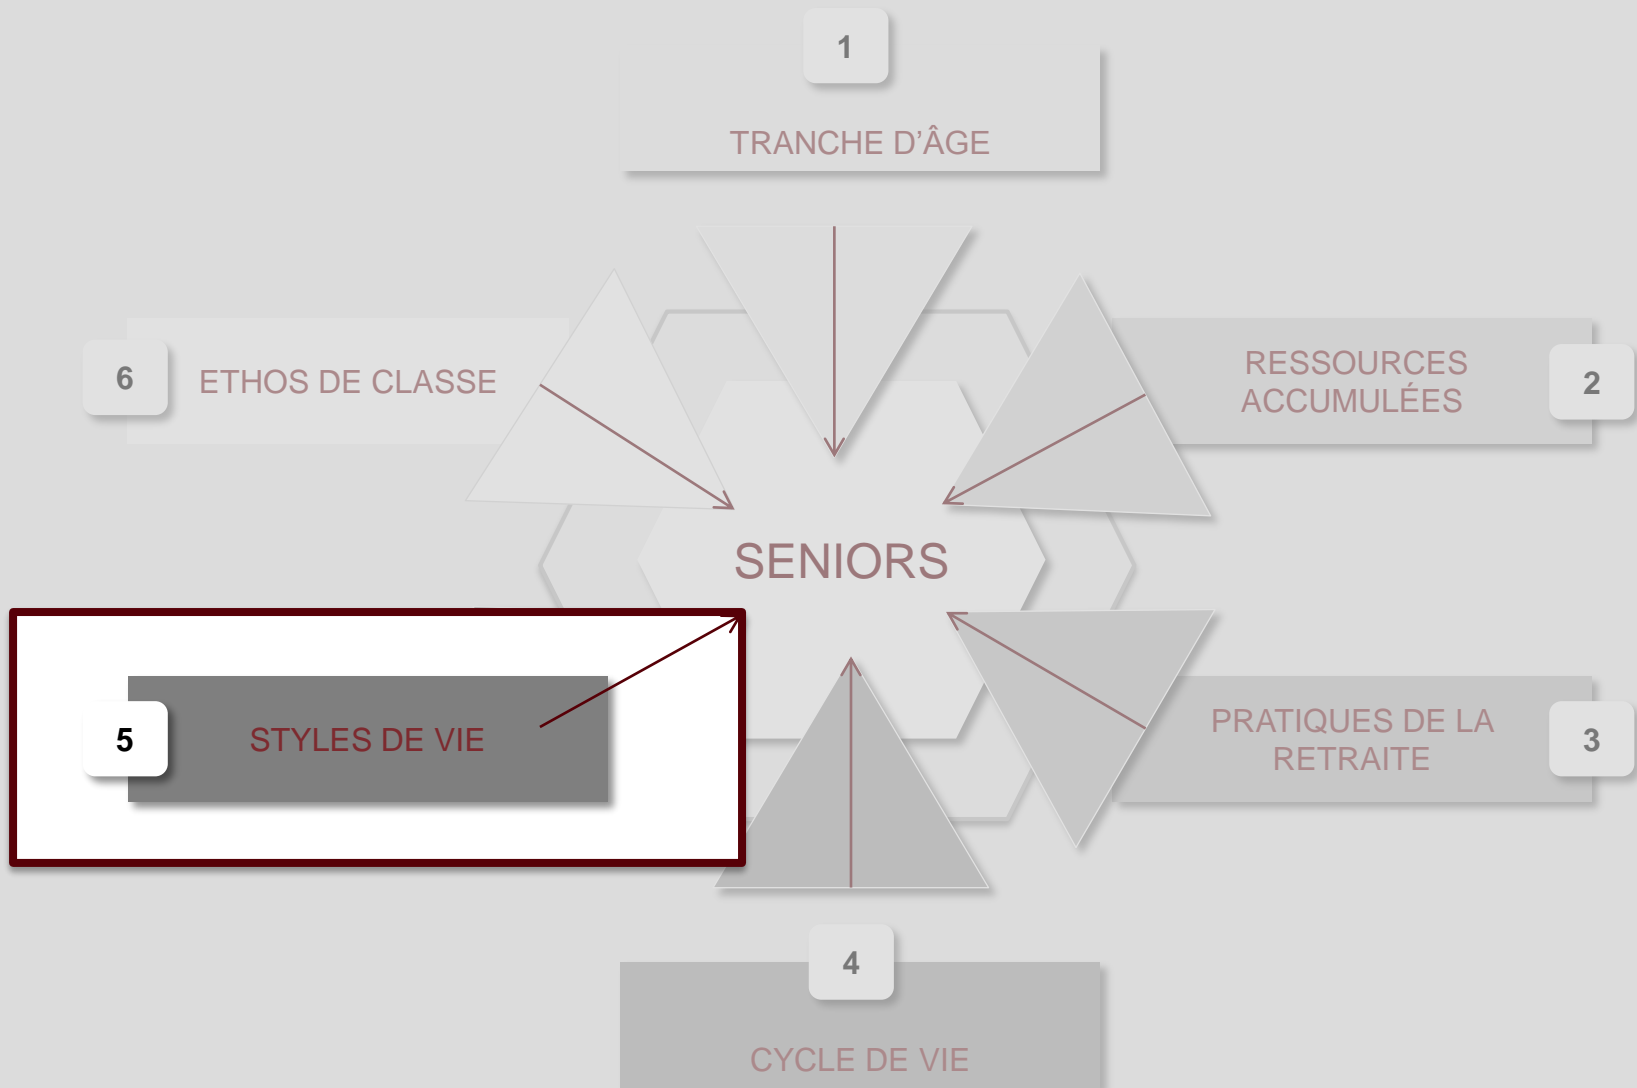 1
TRANCHE D’ÂGE
6
ETHOS DE CLASSE
RESSOURCES
ACCUMULÉES
2
SENIORS
5
STYLES DE VIE
PRATIQUES DE LA
RETRAITE
3
4
CYCLE DE VIE